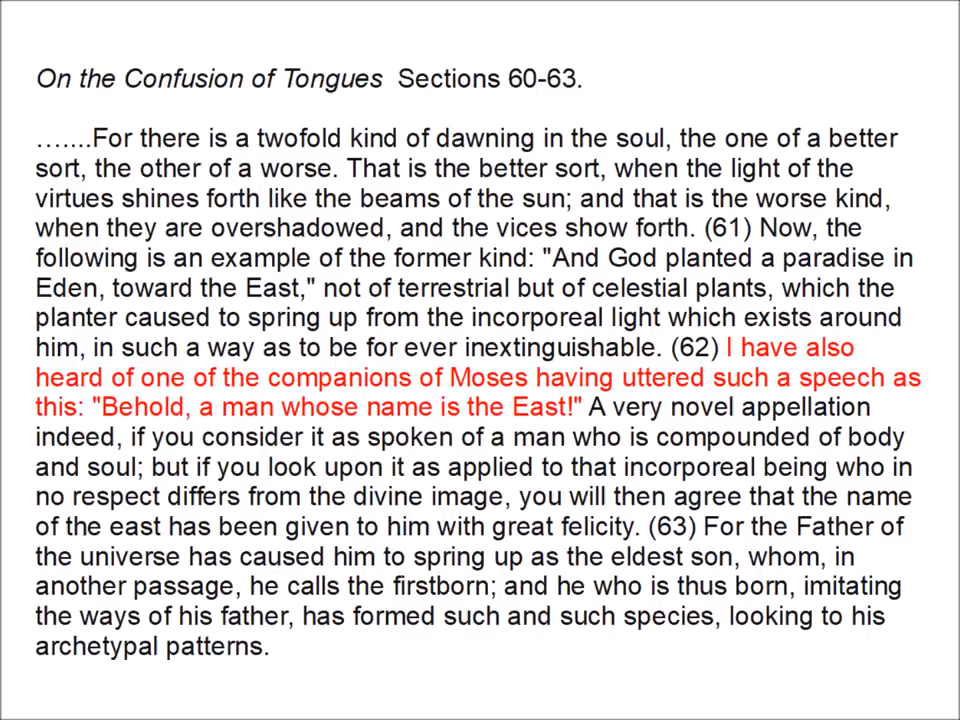 On the Confusion of Tongues Sections 60-63.
…....For there is a twofold kind of dawning in the soul, the one of a better
sort, the other of a worse. That is the better sort, when the light of the
virtues shines forth like the beams of the sun; and that is the worse kind,
when they are overshadowed, and the vices show forth. (61) Now, the
following is an example of the former kind: "And God planted a paradise in
Eden, toward the East," not of terrestrial but of celestial plants, which the
planter caused to spring up from the incorporeal light which exists around
him, in such a way as to be for ever inextinguishable. (62) I have also
heard of one of the companions of Moses having uttered such a speech as
this: "Behold, a man whose name is the East!" A very novel appellation
indeed, if you consider it as spoken of a man who is compounded of body
and soul; but if you look upon it as applied to that incorporeal being who in
no respect differs from the divine image, you will then agree that the name
of the east has been given to him with great felicity. (63) For the Father of
the universe has caused him to spring up as the eldest son, whom, in
another passage, he calls the firstborn; and he who is thus born, imitating
the ways of his father, has formed such and such species, looking to his
archetypal patterns.